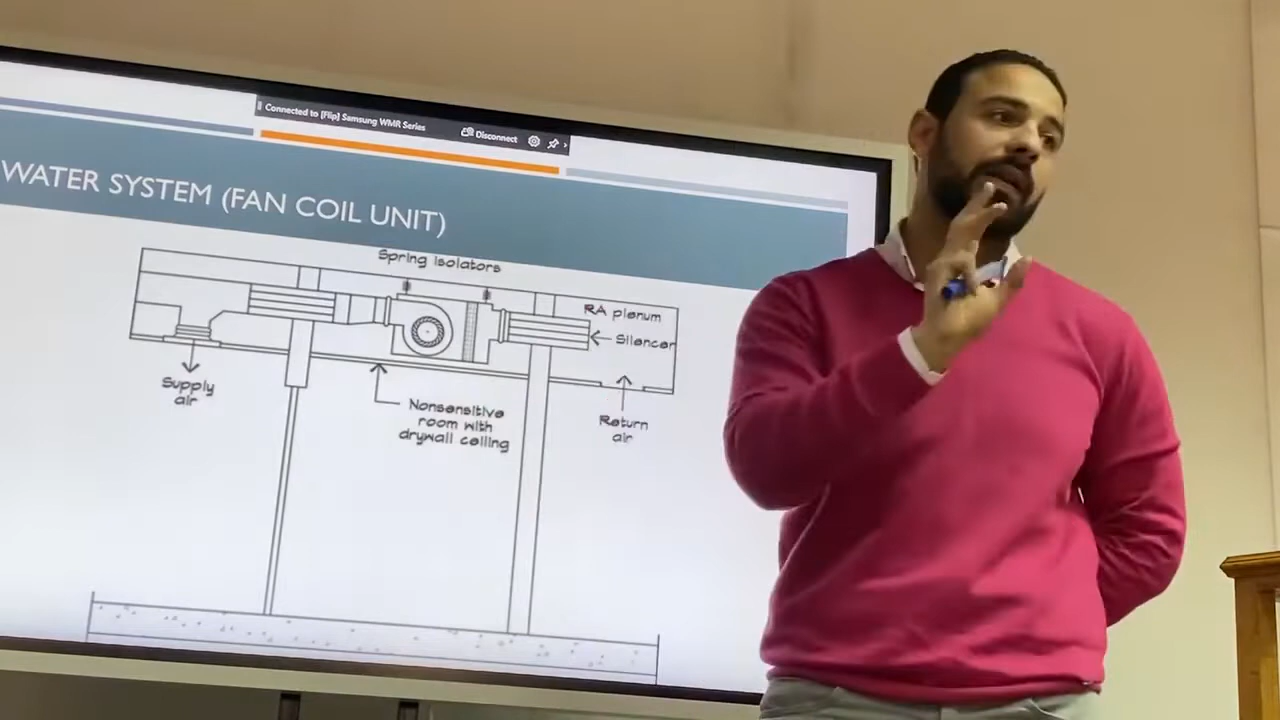 Connected to [Flip] Samsung WMR Series
Disconnect
WATER SYSTEM (FAN COIL UNIT)
Spring isolators
RA plenum
Silencer
Supply
air
Nonsensitive
room with
drywall ceiling
Return
air